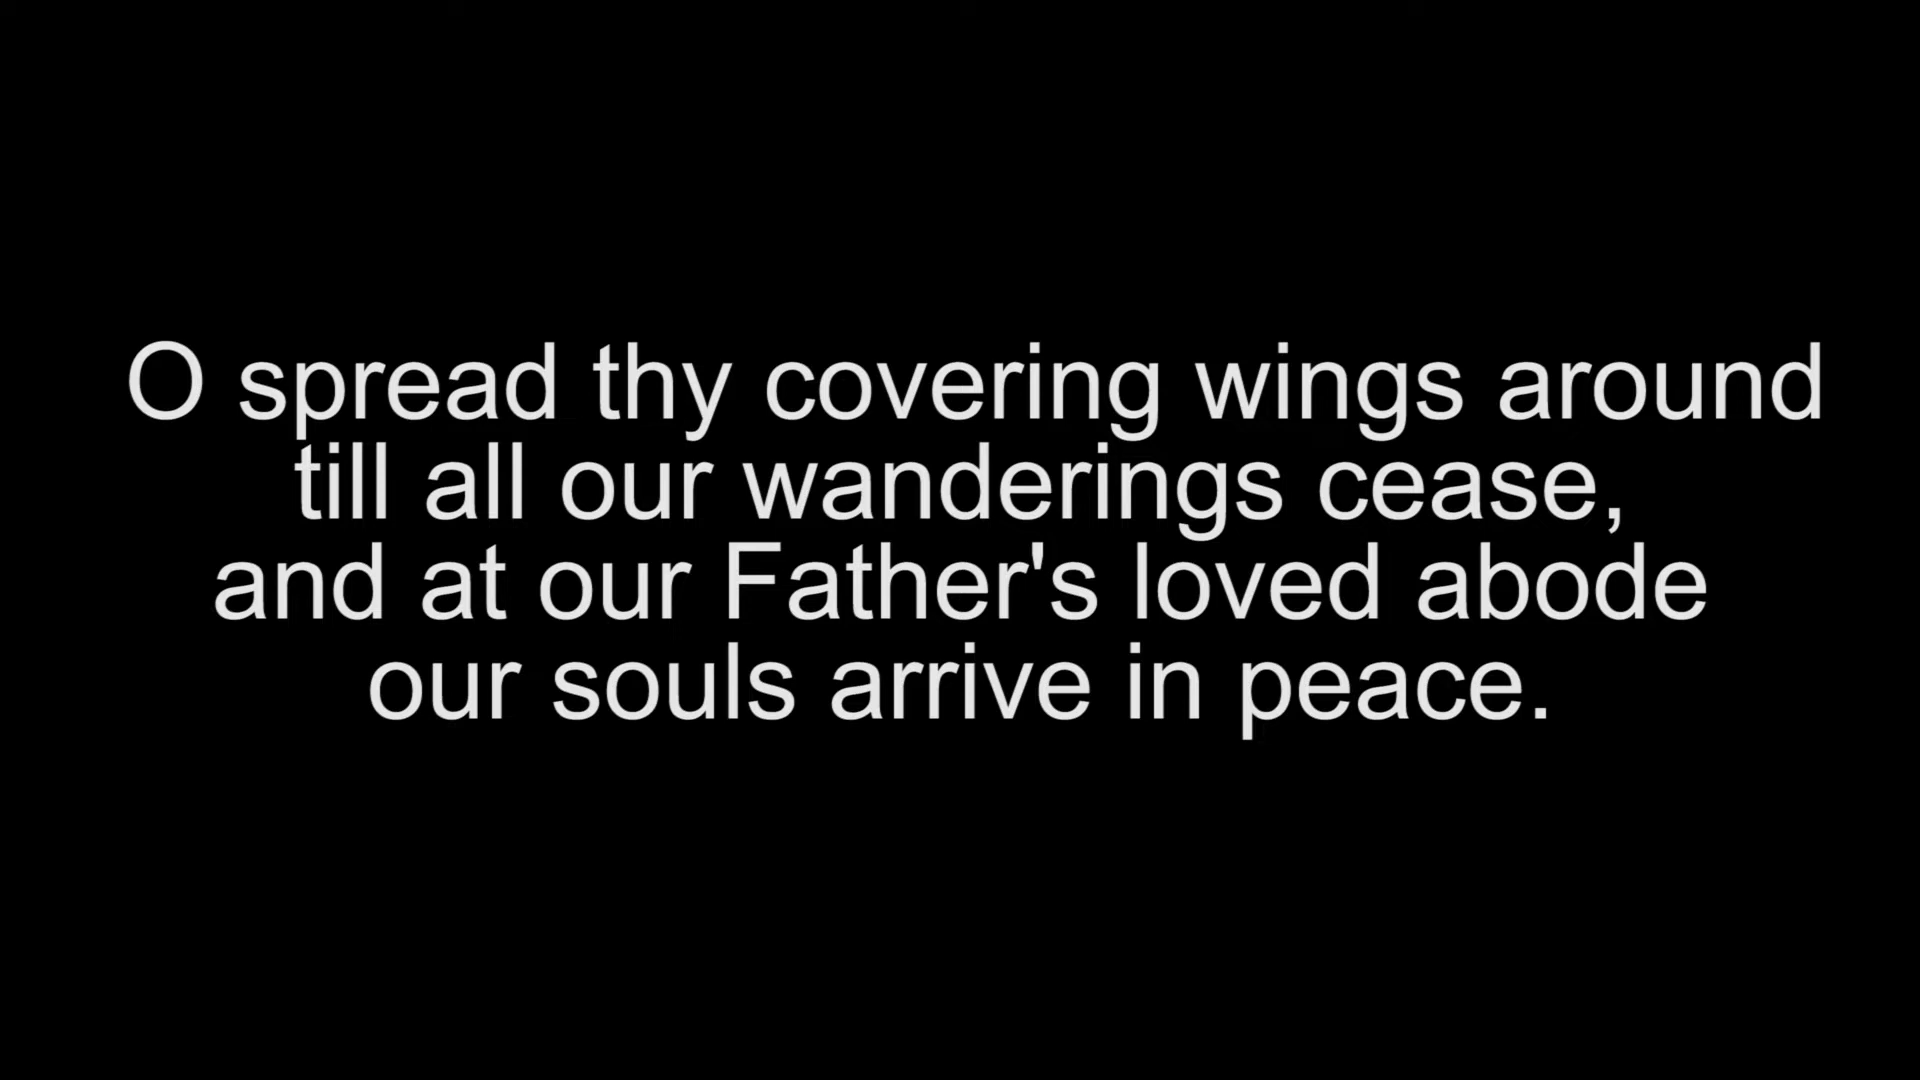 O spread thy covering wings around
till all our wanderings cease,
and at our Father's loved abode
our souls arrive in peace.